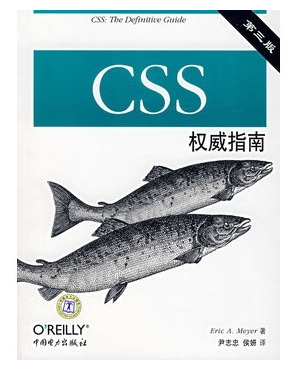 CSS: The Definitive Guide
第三版
CSS
权威指南
O'REILLY®
中国电力出版社
Eric A. Meyer 著
尹志忠 侯妍 译